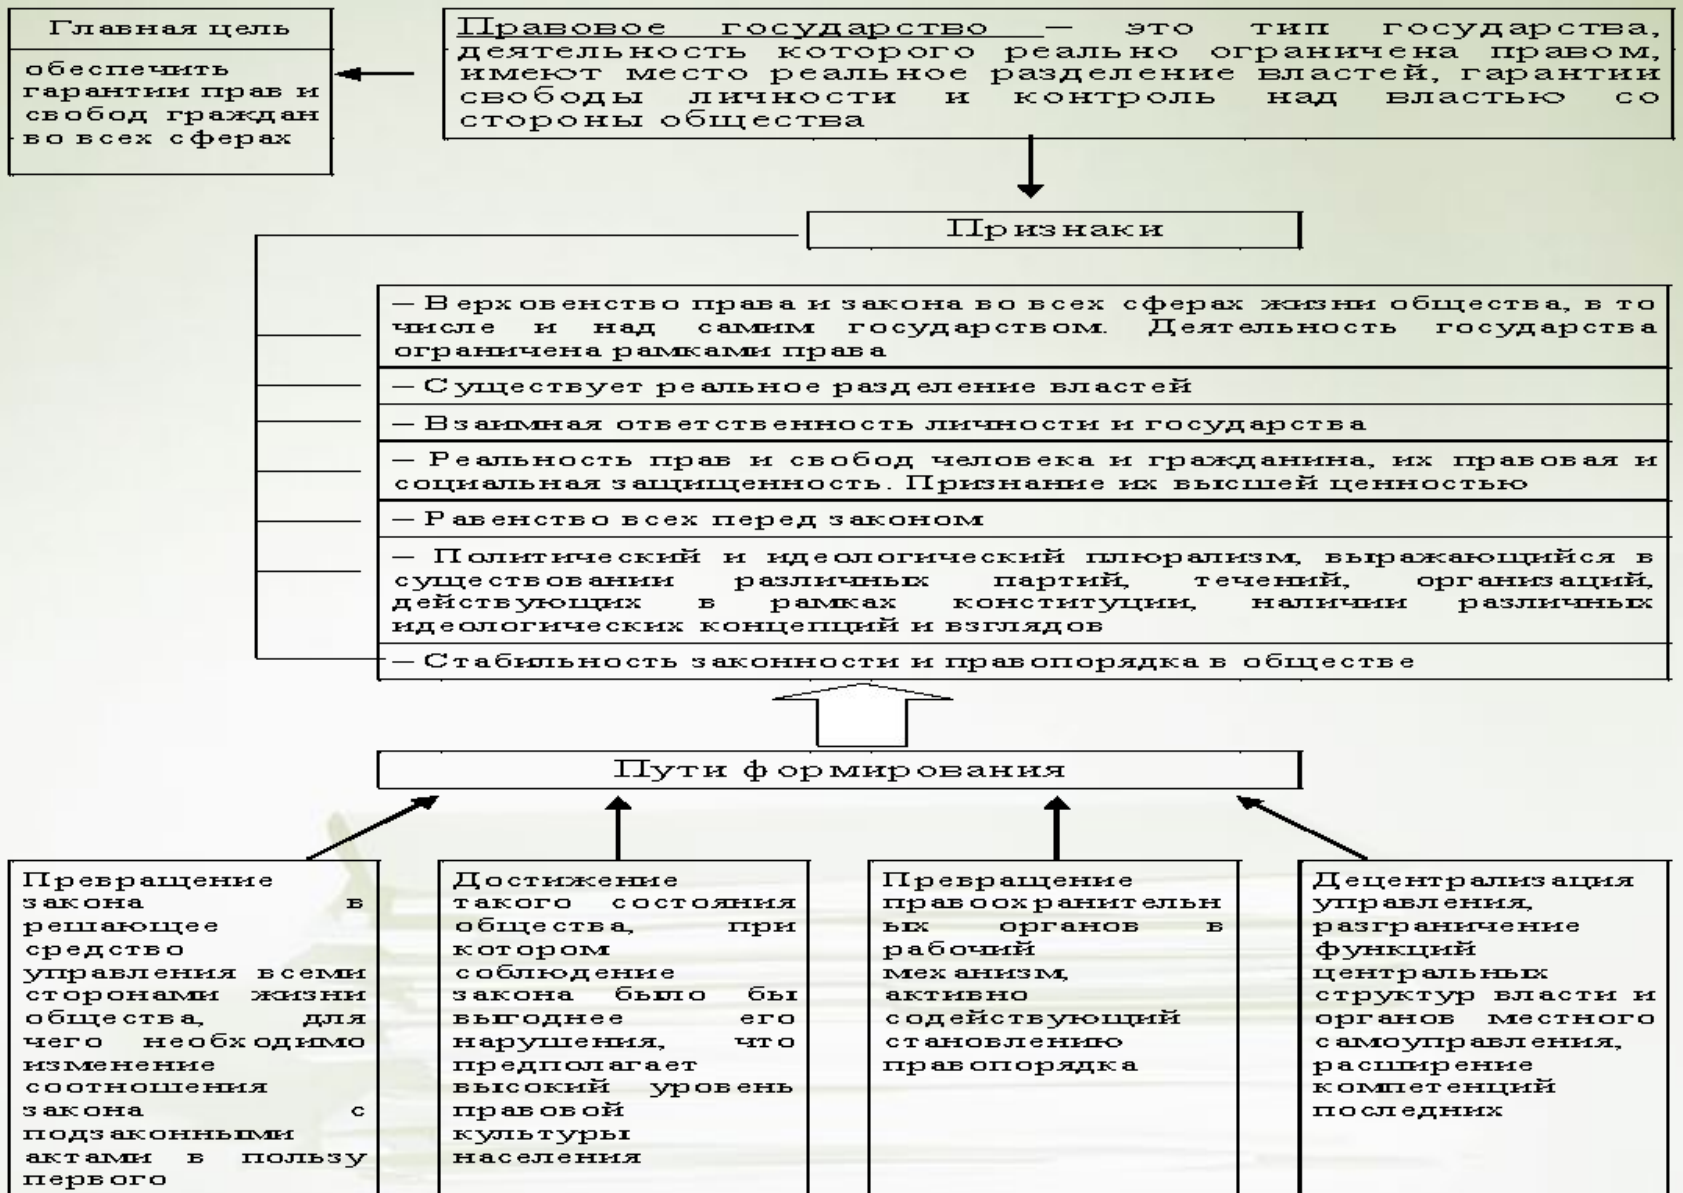 Главная цель
обеспечить
гарантии прав и
свобод граждан
во всех сферах
Правовое государство – это тип государства,
деятельность которого реально ограничена правом,
имеют место реальное разделение властей, гарантии
свободы личности и контроль над властью со
стороны общества
Признаки
– Верховенство права и закона во всех сферах жизни общества, в то
числе и над самим государством. Деятельность государства
ограничена рамками права
– Существует реальное разделение властей
– Взаимная ответственность личности и государства
– Реальность прав и свобод человека и гражданина, их правовая и
социальная защищенность. Признание их высшей ценностью
– Равенство всех перед законом
– Политический и идеологический плюрализм, выражающийся в
существовании различных партий, течений, организаций,
действующих в рамках конституции, наличии различных
идеологических концепций и взглядов
– Стабильность законности и правопорядка в обществе
Пути формирования
Превращение
закона в
решающее
средство
управления всеми
сторонами жизни
общества, для
чего необходимо
изменение
соотношения
закона с
подзаконными
актами в пользу
первого
Достижение
такого состояния
общества, при
котором
соблюдение
закона было бы
выгоднее его
нарушения, что
предполагает
высокий уровень
правовой
культуры
населения
Превращение
правоохранительн
ых органов в
рабочий
механизм,
активно
содействующий
становлению
правопорядка
Децентрализация
управления,
разграничение
функций
центральных
структур власти и
органов местного
самоуправления,
расширение
компетенций
последних